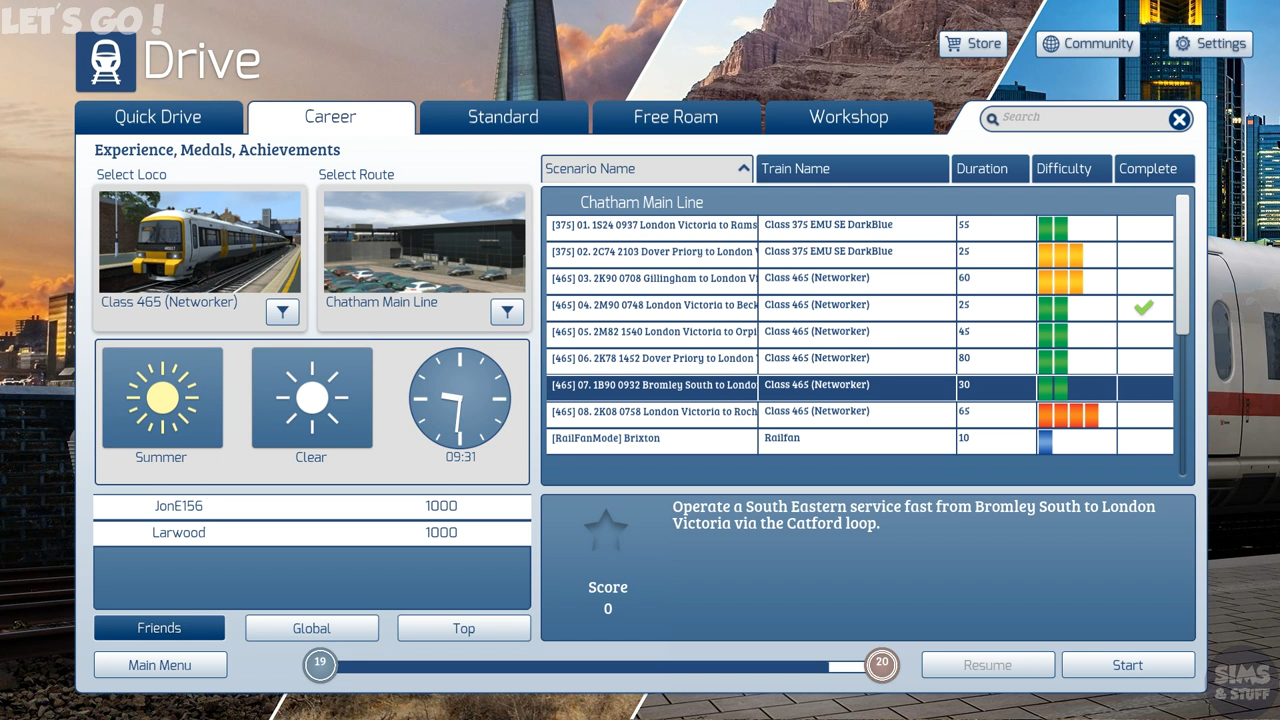 LET'S GO!
Drive
Store
Community
Settings
Quick Drive
Career
Standard
Free Roam
Workshop
Search
Experience, Medals, Achievements
Select Loco
Select Route
Class 465 (Networker)
Chatham Main Line
Summer
Clear
09:31
Scenario Name
Train Name
Duration
Difficulty
Complete
Chatham Main Line
[375] 01. 1S24 0937 London Victoria to Rams Class 375 EMU SE DarkBlue 55
[375] 02. 2C74 2103 Dover Priory to London Class 375 EMU SE DarkBlue 25
[465] 03. 2K90 0708 Gillingham to London Vi Class 465 (Networker) 60
[465] 04. 2M90 0748 London Victoria to Beck Class 465 (Networker) 25
[465] 05. 2M82 1540 London Victoria to Orpi Class 465 (Networker) 45
[465] 06. 2K78 1452 Dover Priory to London Class 465 (Networker) 80
[465] 07. 1B90 0932 Bromley South to Londo Class 465 (Networker) 30
[465] 08. 2K08 0758 London Victoria to Roch Class 465 (Networker) 65
[RailFanMode] Brixton Railfan 10
JonE156 1000
Larwood 1000
Friends
Global
Top
Operate a South Eastern service fast from Bromley South to London
Victoria via the Catford loop.
Score
0
Main Menu
19
20
Resume
Start
SIMS
& STUFF